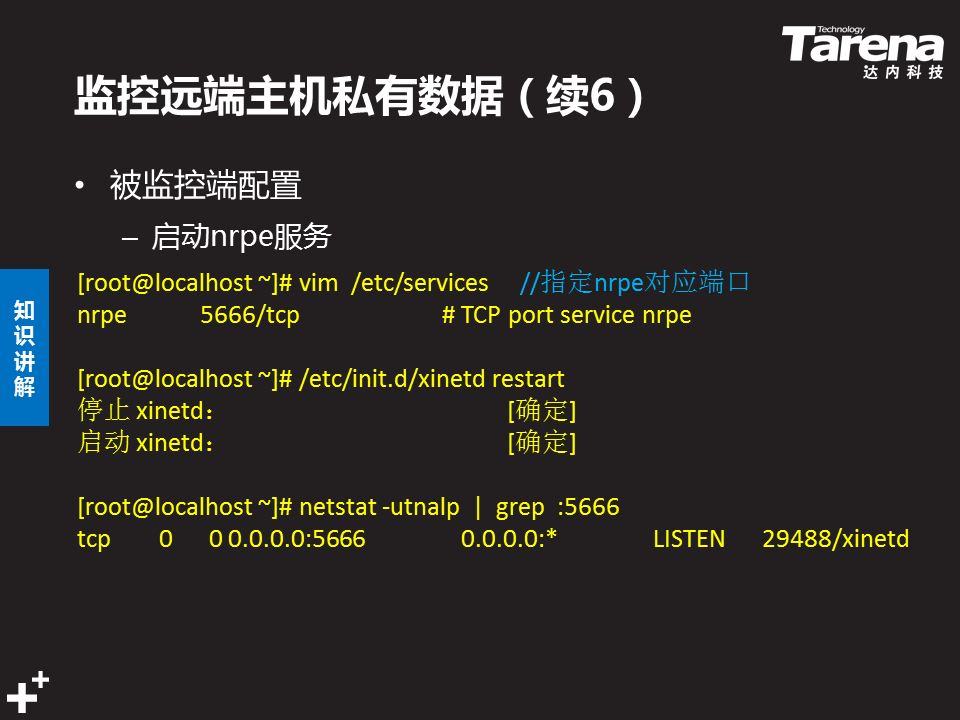 Technology
Tarena
达内科技
监控远端主机私有数据（续6）
• 被监控端配置
– 启动nrpe服务
[root@localhost ~]# vim /etc/services //指定nrpe对应端口
nrpe 5666/tcp # TCP port service nrpe
[root@localhost ~]# /etc/init.d/xinetd restart
停止 xinetd： [确定]
启动 xinetd： [确定]
[root@localhost ~]# netstat -utnalp | grep :5666
tcp 0 0 0.0.0.0:5666 0.0.0.0:* LISTEN 29488/xinetd
知
识
讲
解